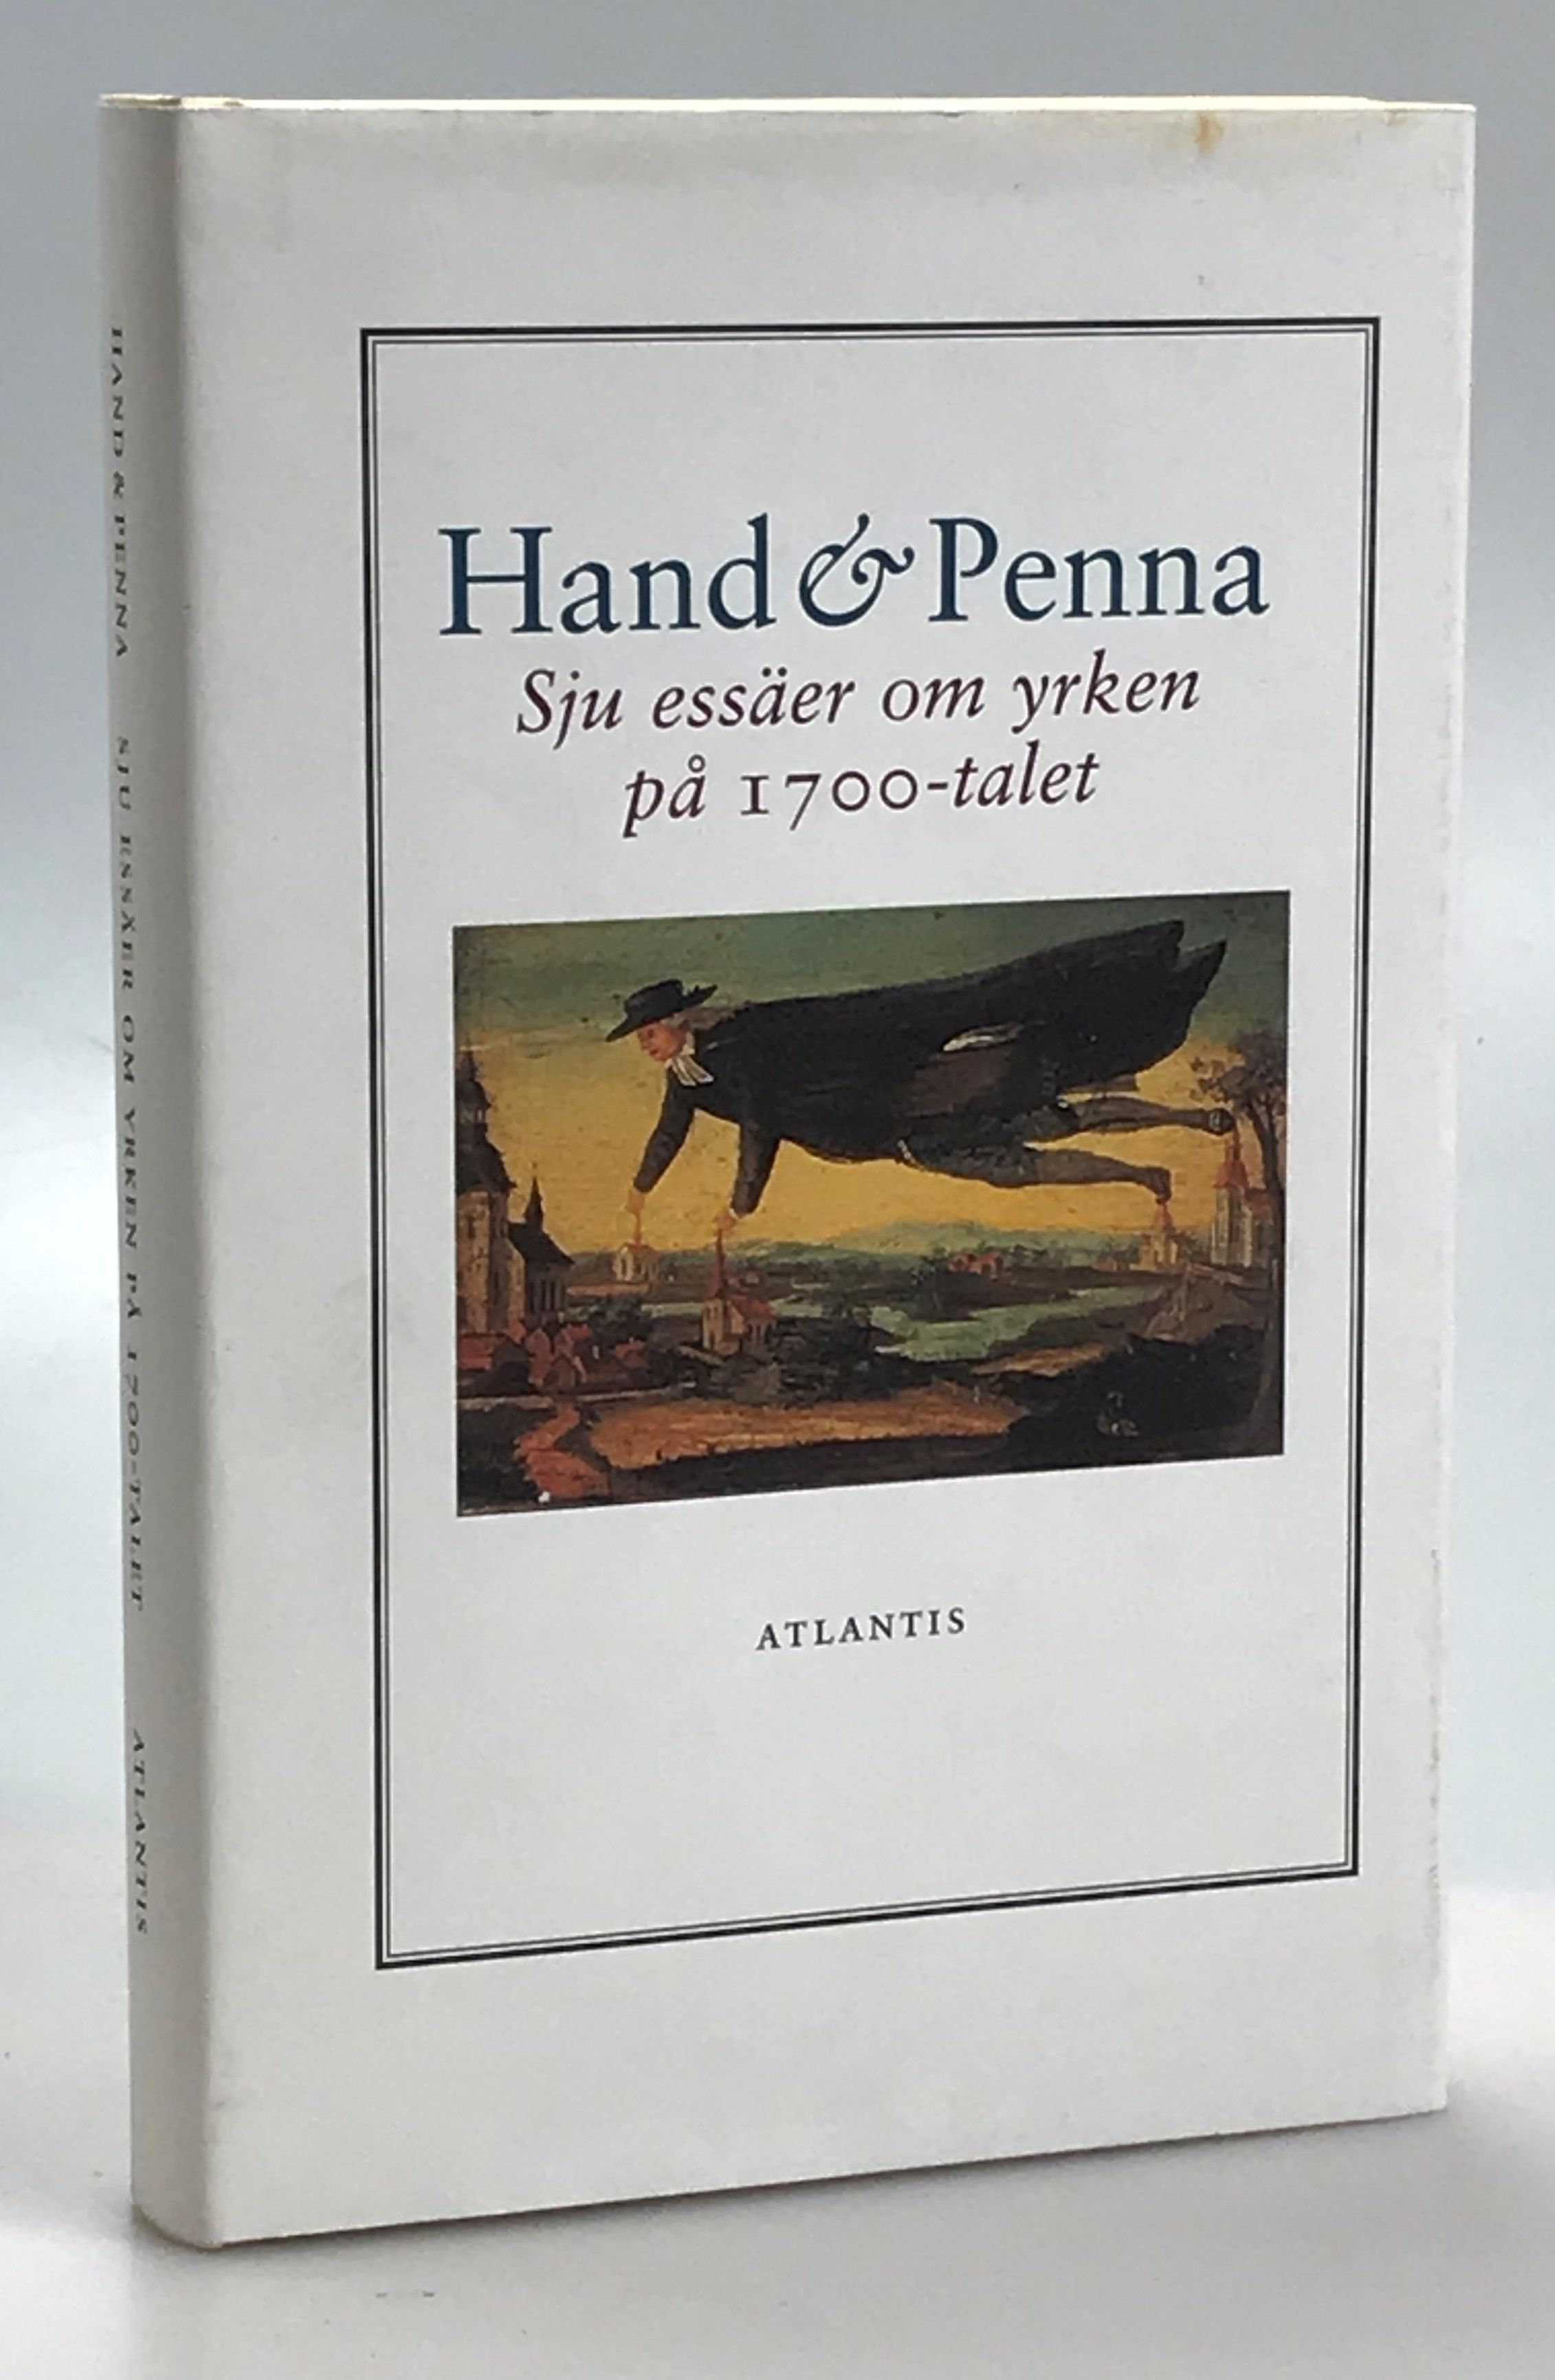 Hand & Penna
Sju essäer om yrken
på 1700-talet
ATLANTIS
HAND & PENNA SJU ESSÄER OM YRKEN PÅ 1700-TALET ATLANTIS